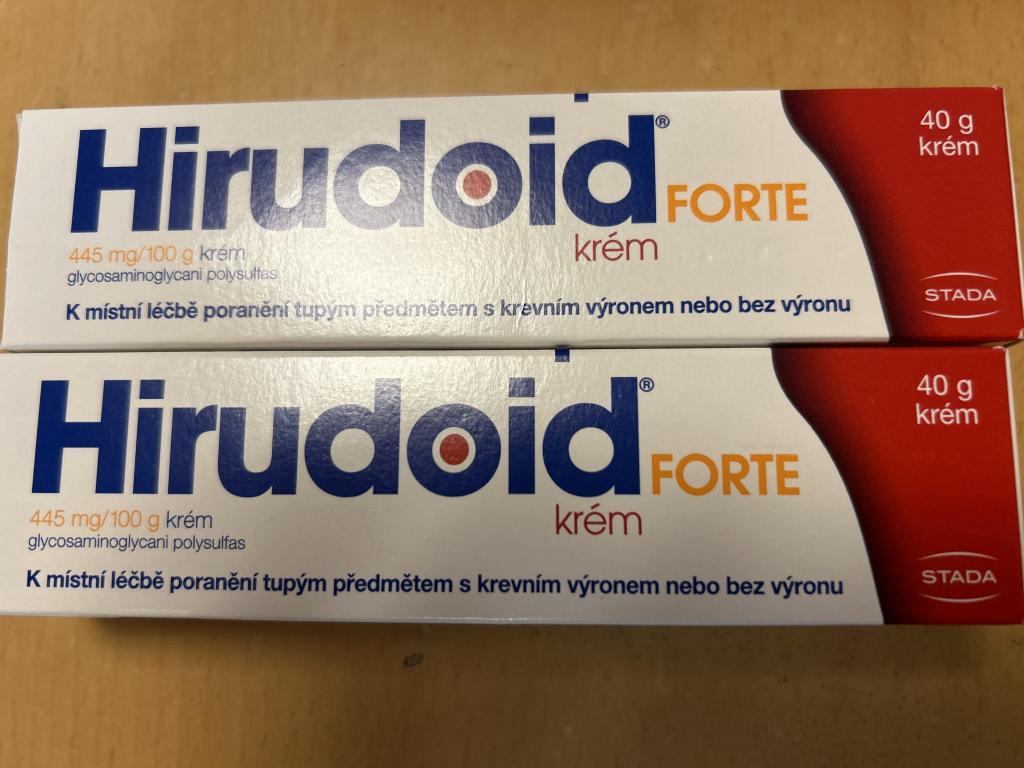 Hirudoid® FORTE
krém
445 mg/100 g krém
glycosaminoglycani polysulfas
K místní léčbě poranění tupým předmětem s krevním výronem nebo bez výronu
40 g
krém
STADA
Hirudoid® FORTE
krém
445 mg/100 g krém
glycosaminoglycani polysulfas
K místní léčbě poranění tupým předmětem s krevním výronem nebo bez výronu
40 g
krém
STADA